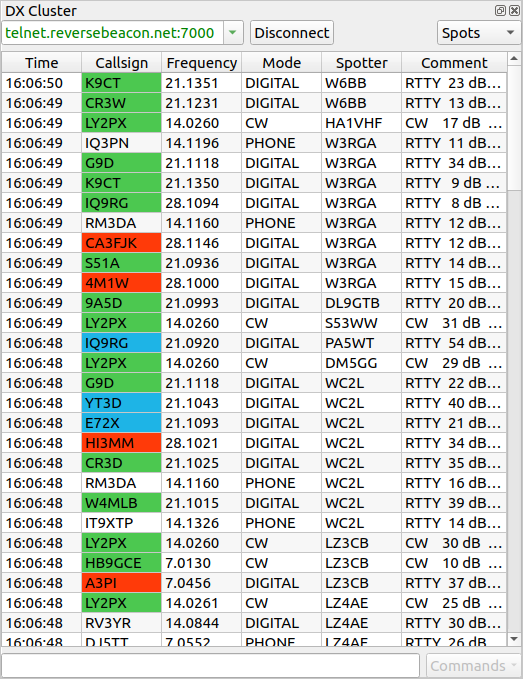 DX Cluster
telnet.reversebeacon.net:7000 Disconnect Spots
Time Callsign Frequency Mode Spotter Comment
16:06:50 K9CT 21.1351 DIGITAL W6BB RTTY 23 dB...
16:06:49 CR3W 21.1231 DIGITAL W6BB RTTY 13 dB...
16:06:49 LY2PX 14.0260 CW HA1VHF CW 17 dB ...
16:06:49 IQ3PN 14.1196 PHONE W3RGA RTTY 11 dB...
16:06:49 G9D 21.1118 DIGITAL W3RGA RTTY 34 dB...
16:06:49 K9CT 21.1350 DIGITAL W3RGA RTTY 9 dB ...
16:06:49 IQ9RG 28.1094 DIGITAL W3RGA RTTY 8 dB ...
16:06:49 RM3DA 14.1160 PHONE W3RGA RTTY 12 dB...
16:06:49 CA3FJK 28.1146 DIGITAL W3RGA RTTY 12 dB...
16:06:49 S51A 21.0936 DIGITAL W3RGA RTTY 14 dB...
16:06:49 4M1W 28.1000 DIGITAL W3RGA RTTY 15 dB...
16:06:49 9A5D 21.0993 DIGITAL DL9GTB RTTY 20 dB...
16:06:49 LY2PX 14.0260 CW S53WW CW 31 dB ...
16:06:48 IQ9RG 21.0920 DIGITAL PA5WT RTTY 54 dB...
16:06:48 LY2PX 14.0260 CW DM5GG CW 29 dB ...
16:06:48 G9D 21.1118 DIGITAL WC2L RTTY 22 dB...
16:06:48 YT3D 21.1043 DIGITAL WC2L RTTY 40 dB...
16:06:48 E72X 21.1093 DIGITAL WC2L RTTY 21 dB...
16:06:48 HI3MM 28.1021 DIGITAL WC2L RTTY 34 dB...
16:06:48 CR3D 21.1025 DIGITAL WC2L RTTY 35 dB...
16:06:48 RM3DA 14.1160 PHONE WC2L RTTY 16 dB...
16:06:48 W4MLB 21.1015 DIGITAL WC2L RTTY 39 dB...
16:06:48 IT9XTP 14.1326 PHONE WC2L RTTY 14 dB...
16:06:48 LY2PX 14.0260 CW LZ3CB CW 30 dB ...
16:06:48 HB9GCE 7.0130 CW LZ3CB CW 10 dB ...
16:06:48 A3PI 7.0456 DIGITAL LZ3CB RTTY 37 dB...
16:06:48 LY2PX 14.0261 CW LZ4AE CW 25 dB ...
16:06:48 RV3YR 14.0844 DIGITAL LZ4AE RTTY 30 dB...
16:06:48 DJ5TT 7.0552 PHONE LZ4AE RTTY 26 dB...
Commands